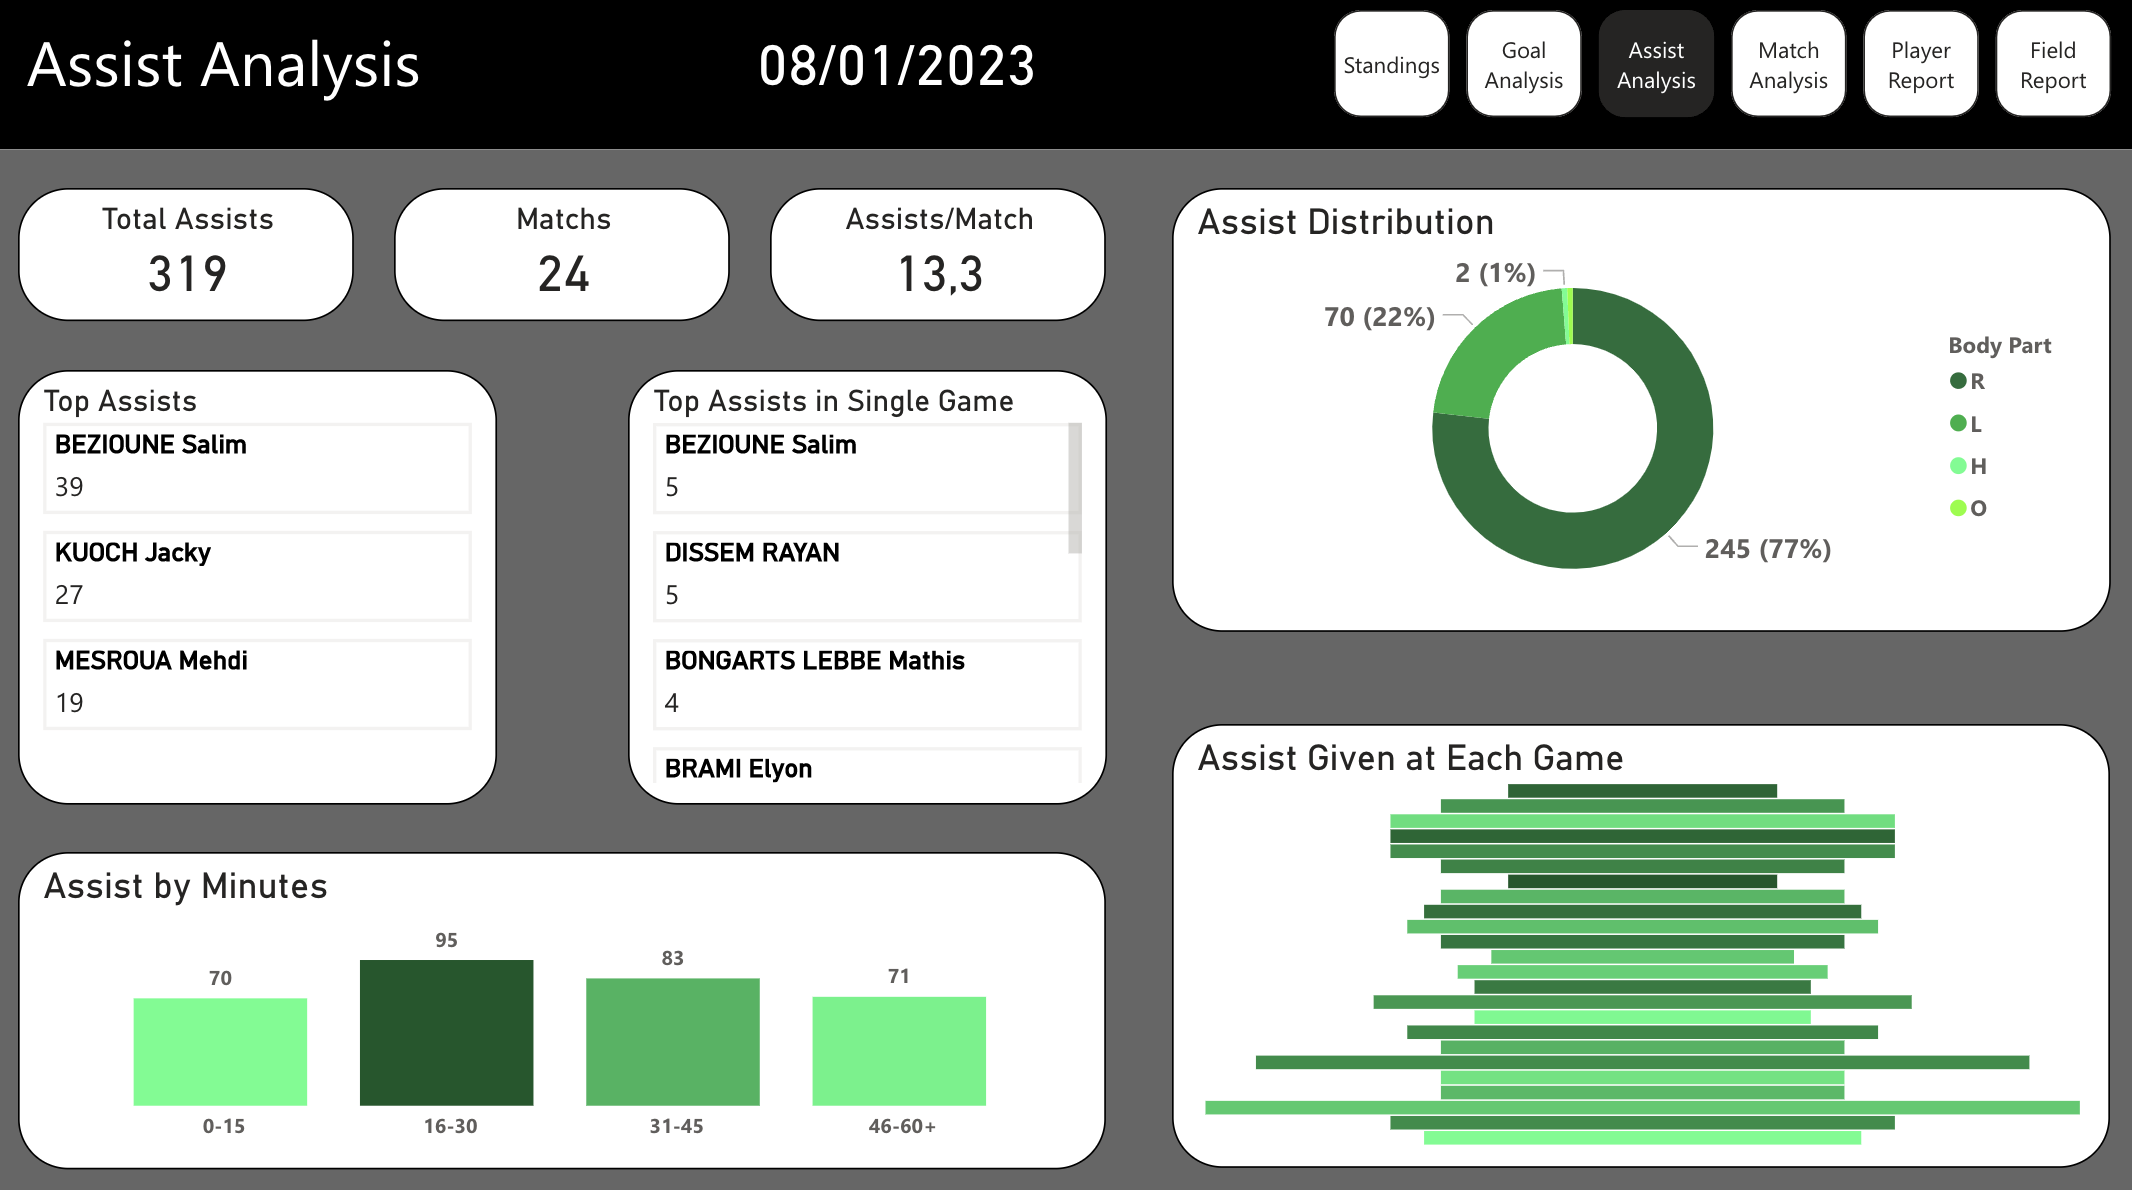 Assist Analysis
08/01/2023
Standings
Goal
Analysis
Assist
Analysis
Match
Analysis
Player
Report
Field
Report
Total Assists
319
Matchs
24
Assists/Match
13,3
Top Assists
BEZIOUNE Salim
39
KUOCH Jacky
27
MESROUA Mehdi
19
Top Assists in Single Game
BEZIOUNE Salim
5
DISSEM RAYAN
5
BONGARTS LEBBE Mathis
4
BRAMI Elyon
Assist Distribution
2 (1%)
70 (22%)
245 (77%)
Body Part
R
L
H
O
Assist by Minutes
70
95
83
71
0-15
16-30
31-45
46-60+
Assist Given at Each Game